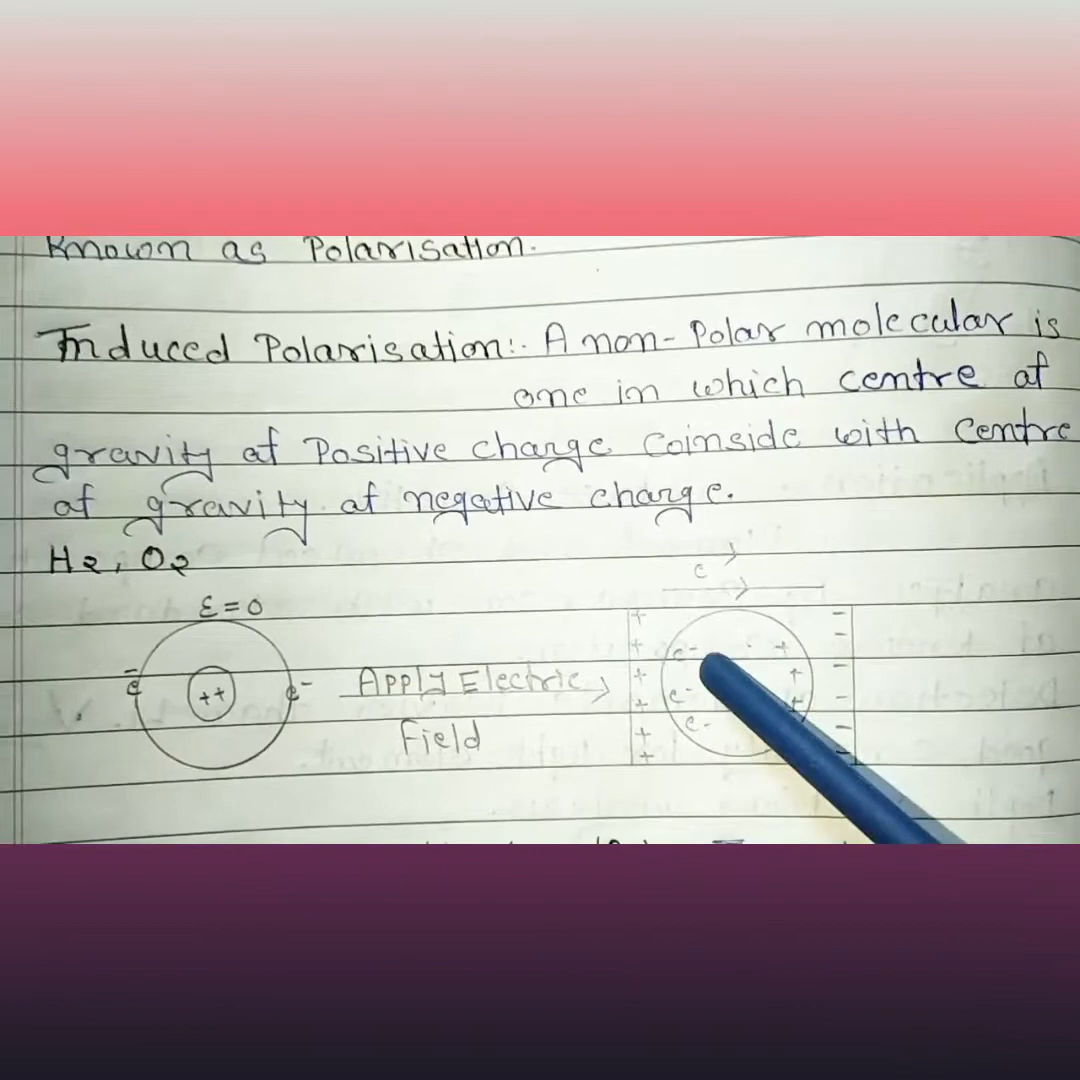 Known as Polarisation.
Induced Polarisation:. A non-Polar molecular is
one in which centre of
gravity of Positive charge coinside with centre
of gravity of negative charge.
H2, O2
ε=0
e
e- ++ e- Apply Electric
Field
+ + + + + +
e- e- e-
+ + +
- - - - - -